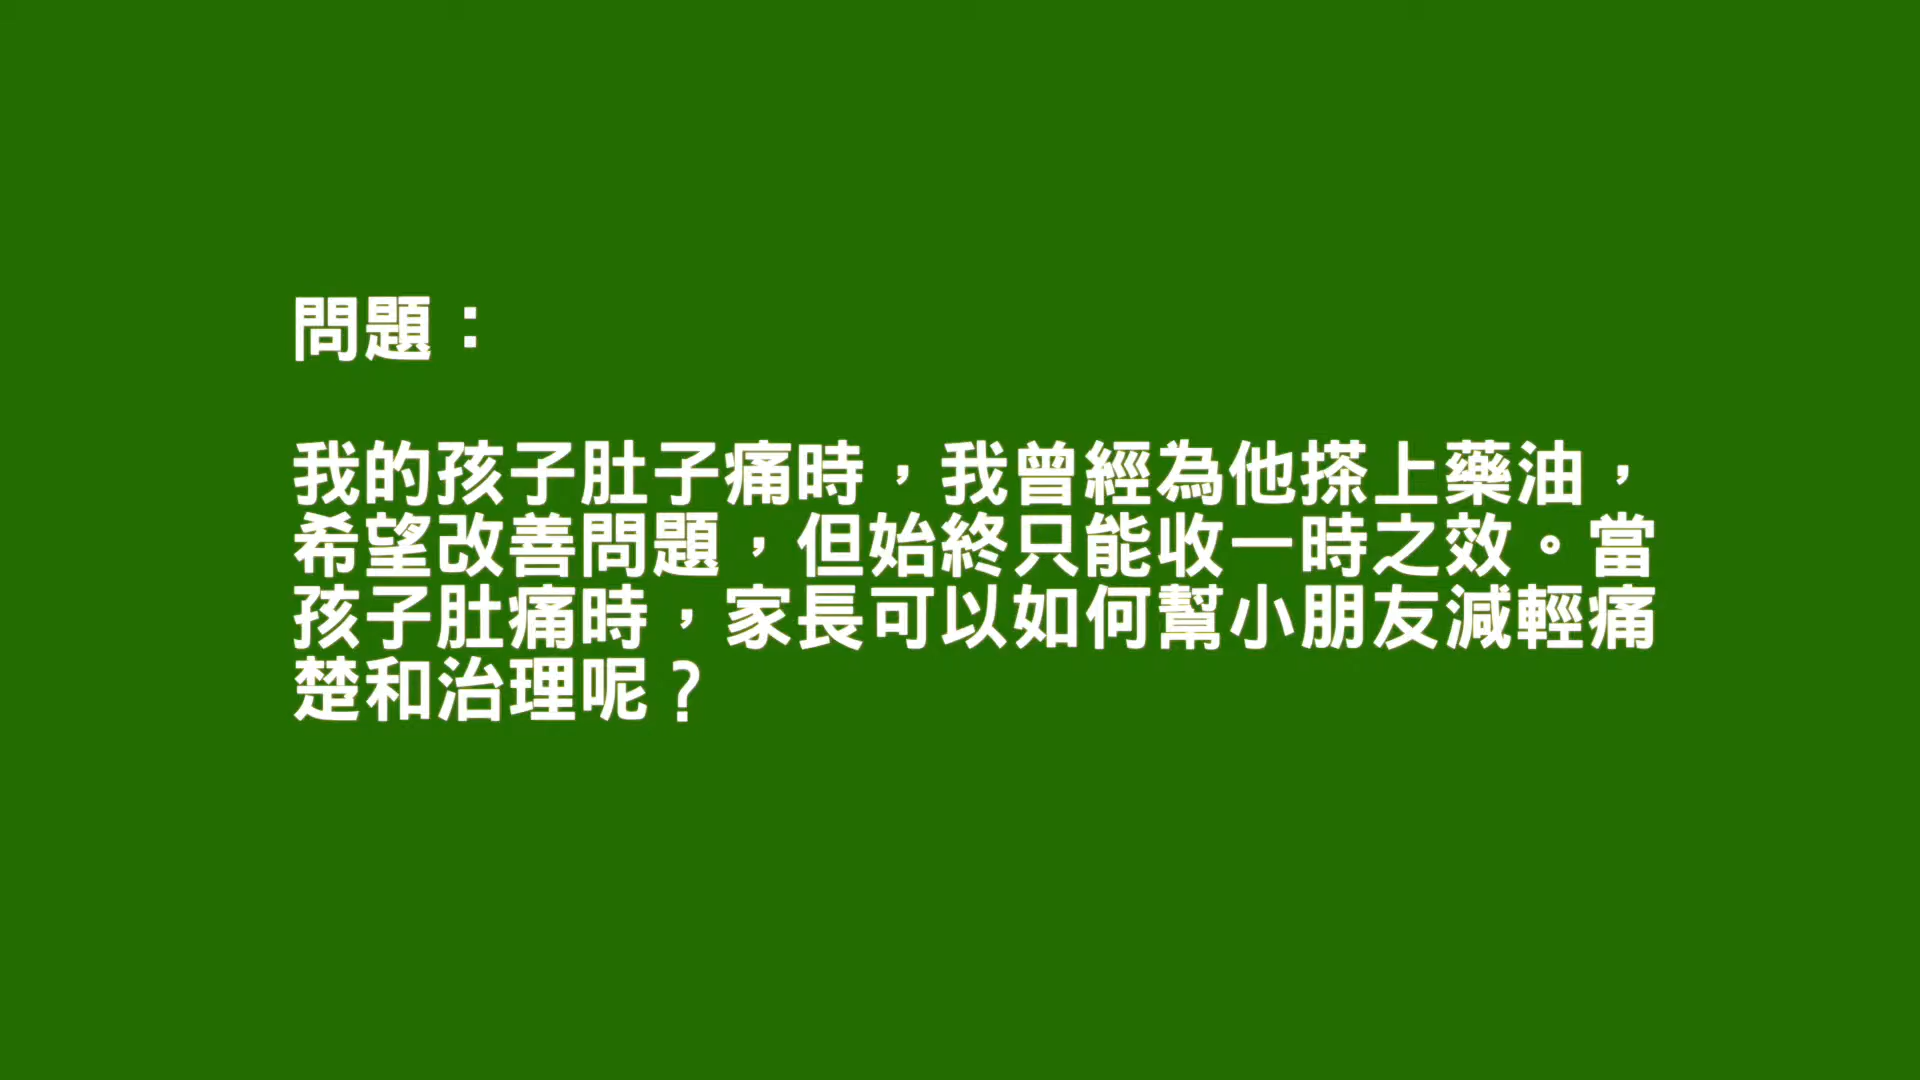 問題：
我的孩子肚子痛時，我曾經為他搽上藥油，
希望改善問題，但始終只能收一時之效。當
孩子肚痛時，家長可以如何幫小朋友減輕痛
楚和治理呢？